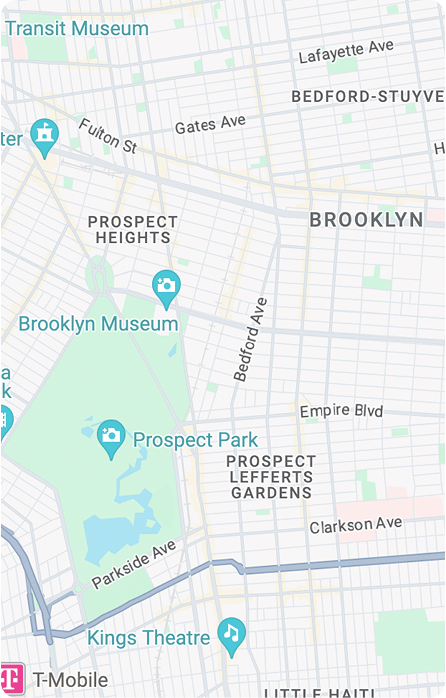 Transit Museum
Lafayette Ave
BEDFORD-STUYVE
Gates Ave
Fulton St
ter
H
PROSPECT
HEIGHTS
BROOKLYN
Brooklyn Museum
Bedford Ave
a
k
Empire Blvd
Prospect Park
PROSPECT
LEFFERTS
GARDENS
Clarkson Ave
Parkside Ave
Kings Theatre
T-Mobile
LITTLE HAITI